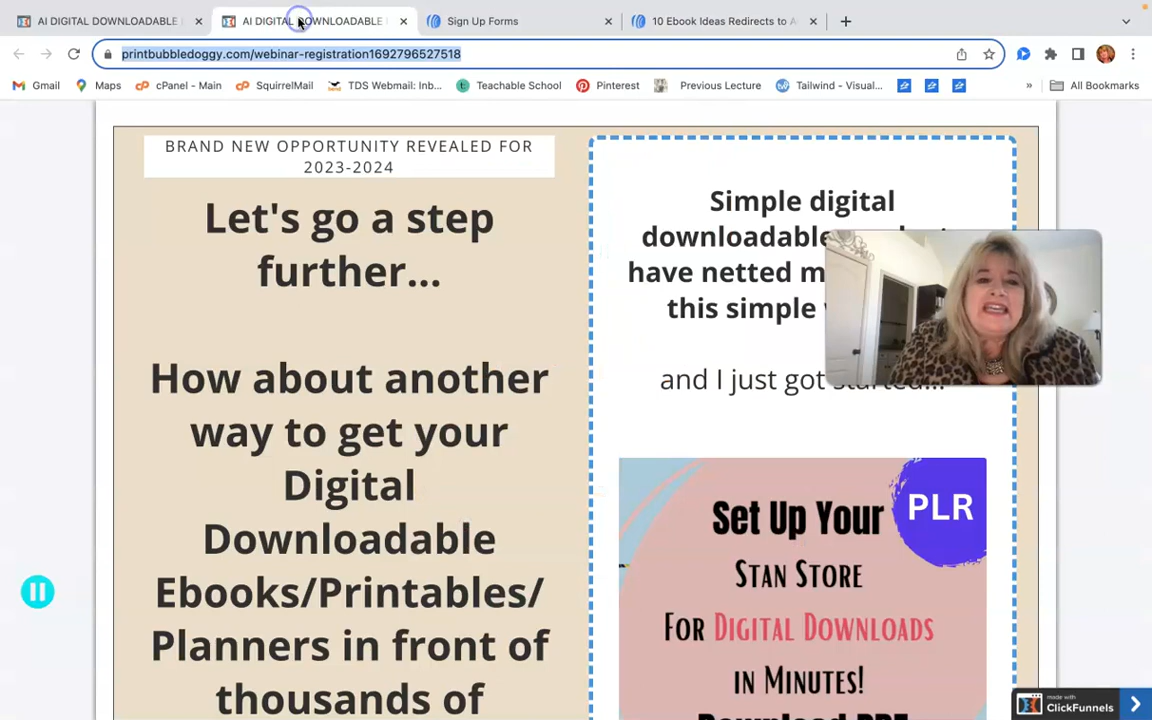 AI DIGITAL DOWNLOADABLE
AI DIGITAL DOWNLOADABLE
Sign Up Forms
10 Ebook Ideas Redirects to A
printbubbledoggy.com/webinar-registration1692796527518
Gmail
Maps
cPanel - Main
SquirrelMail
TDS Webmail: Inb...
Teachable School
Pinterest
Previous Lecture
Tailwind - Visual...
»
All Bookmarks
BRAND NEW OPPORTUNITY REVEALED FOR
2023-2024
Let's go a step
further...
How about another
way to get your
Digital
Downloadable
Ebooks/Printables/
Planners in front of
thousands of
Simple digital
downloadable
have netted
this simple
and I just got started...
PLR
Set Up Your
Stan Store
For Digital Downloads
in Minutes!
Download PDF
made with
ClickFunnels